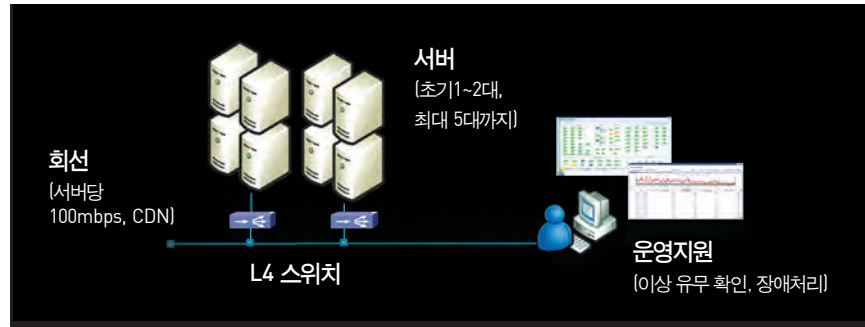 서버
(초기1~2대,
최대 5대까지)
회선
(서버당
100mbps, CDN)
L4 스위치
운영지원
(이상 유무 확인, 장애처리)